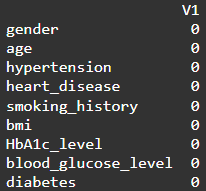 V1
gender 0
age 0
hypertension 0
heart_disease 0
smoking_history 0
bmi 0
HbA1c_level 0
blood_glucose_level 0
diabetes 0